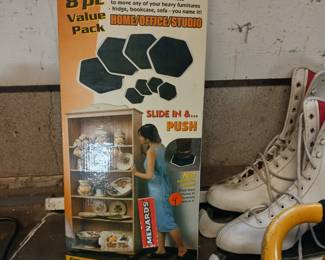 8 pc
Value
Pack
to move any of your heavy furnitures
- fridge, bookcase, sofa - you name it!
HOME/OFFICE/STUDIO
SLIDE IN &...
PUSH
MENARDS